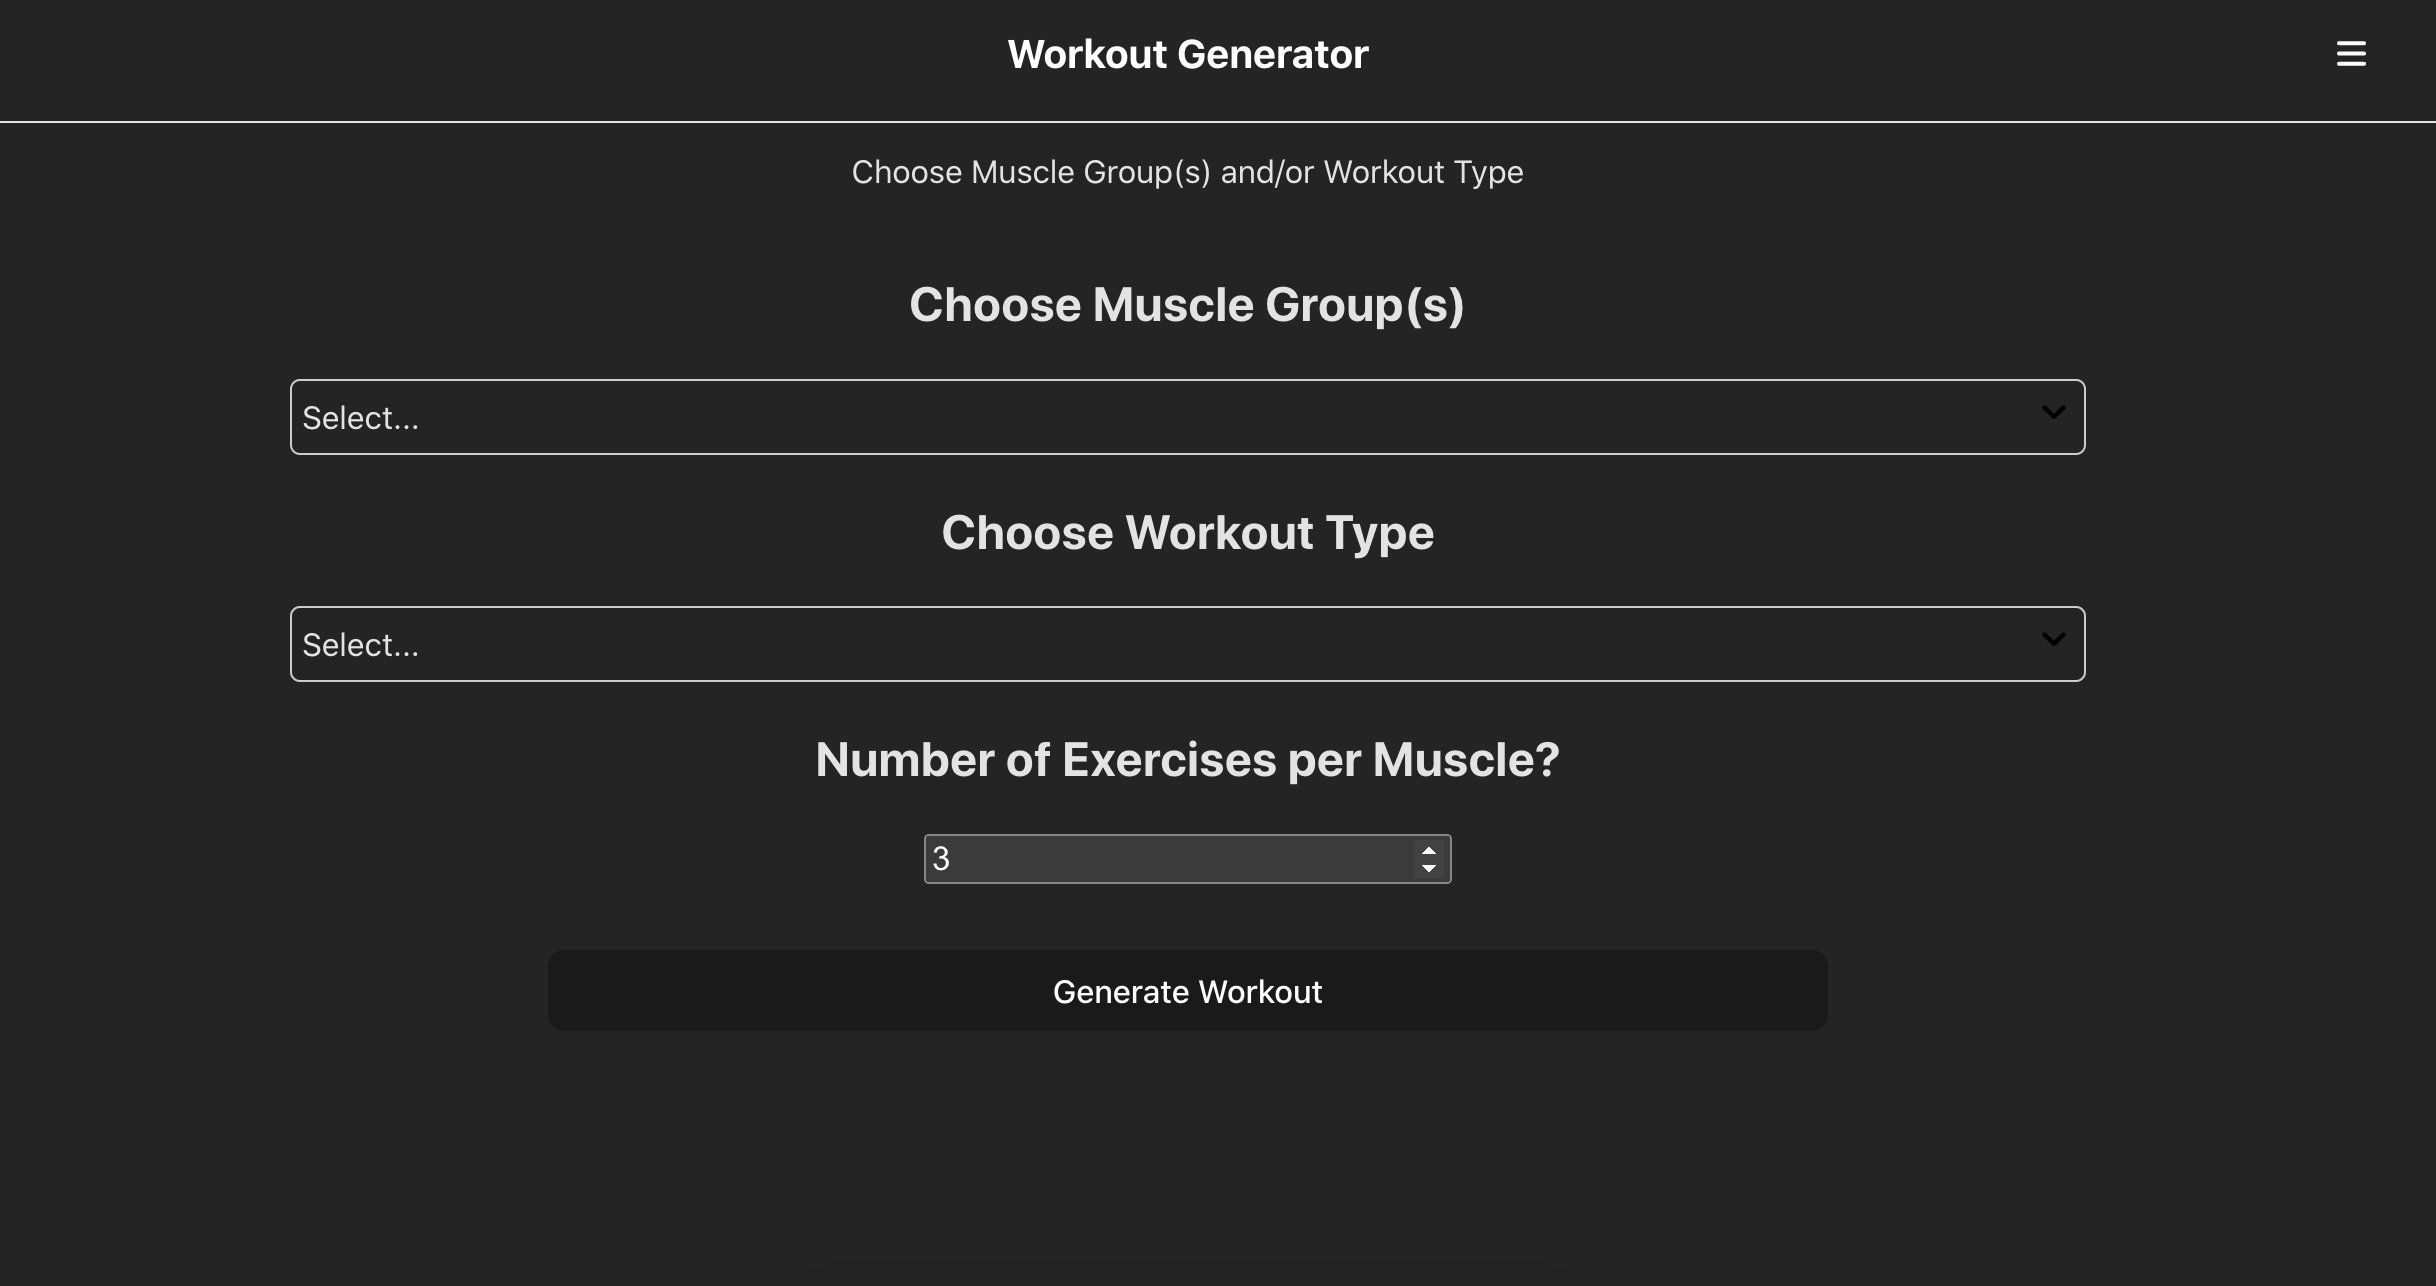 Workout Generator
Choose Muscle Group(s) and/or Workout Type
Choose Muscle Group(s)
Select...
Choose Workout Type
Select...
Number of Exercises per Muscle?
3
Generate Workout